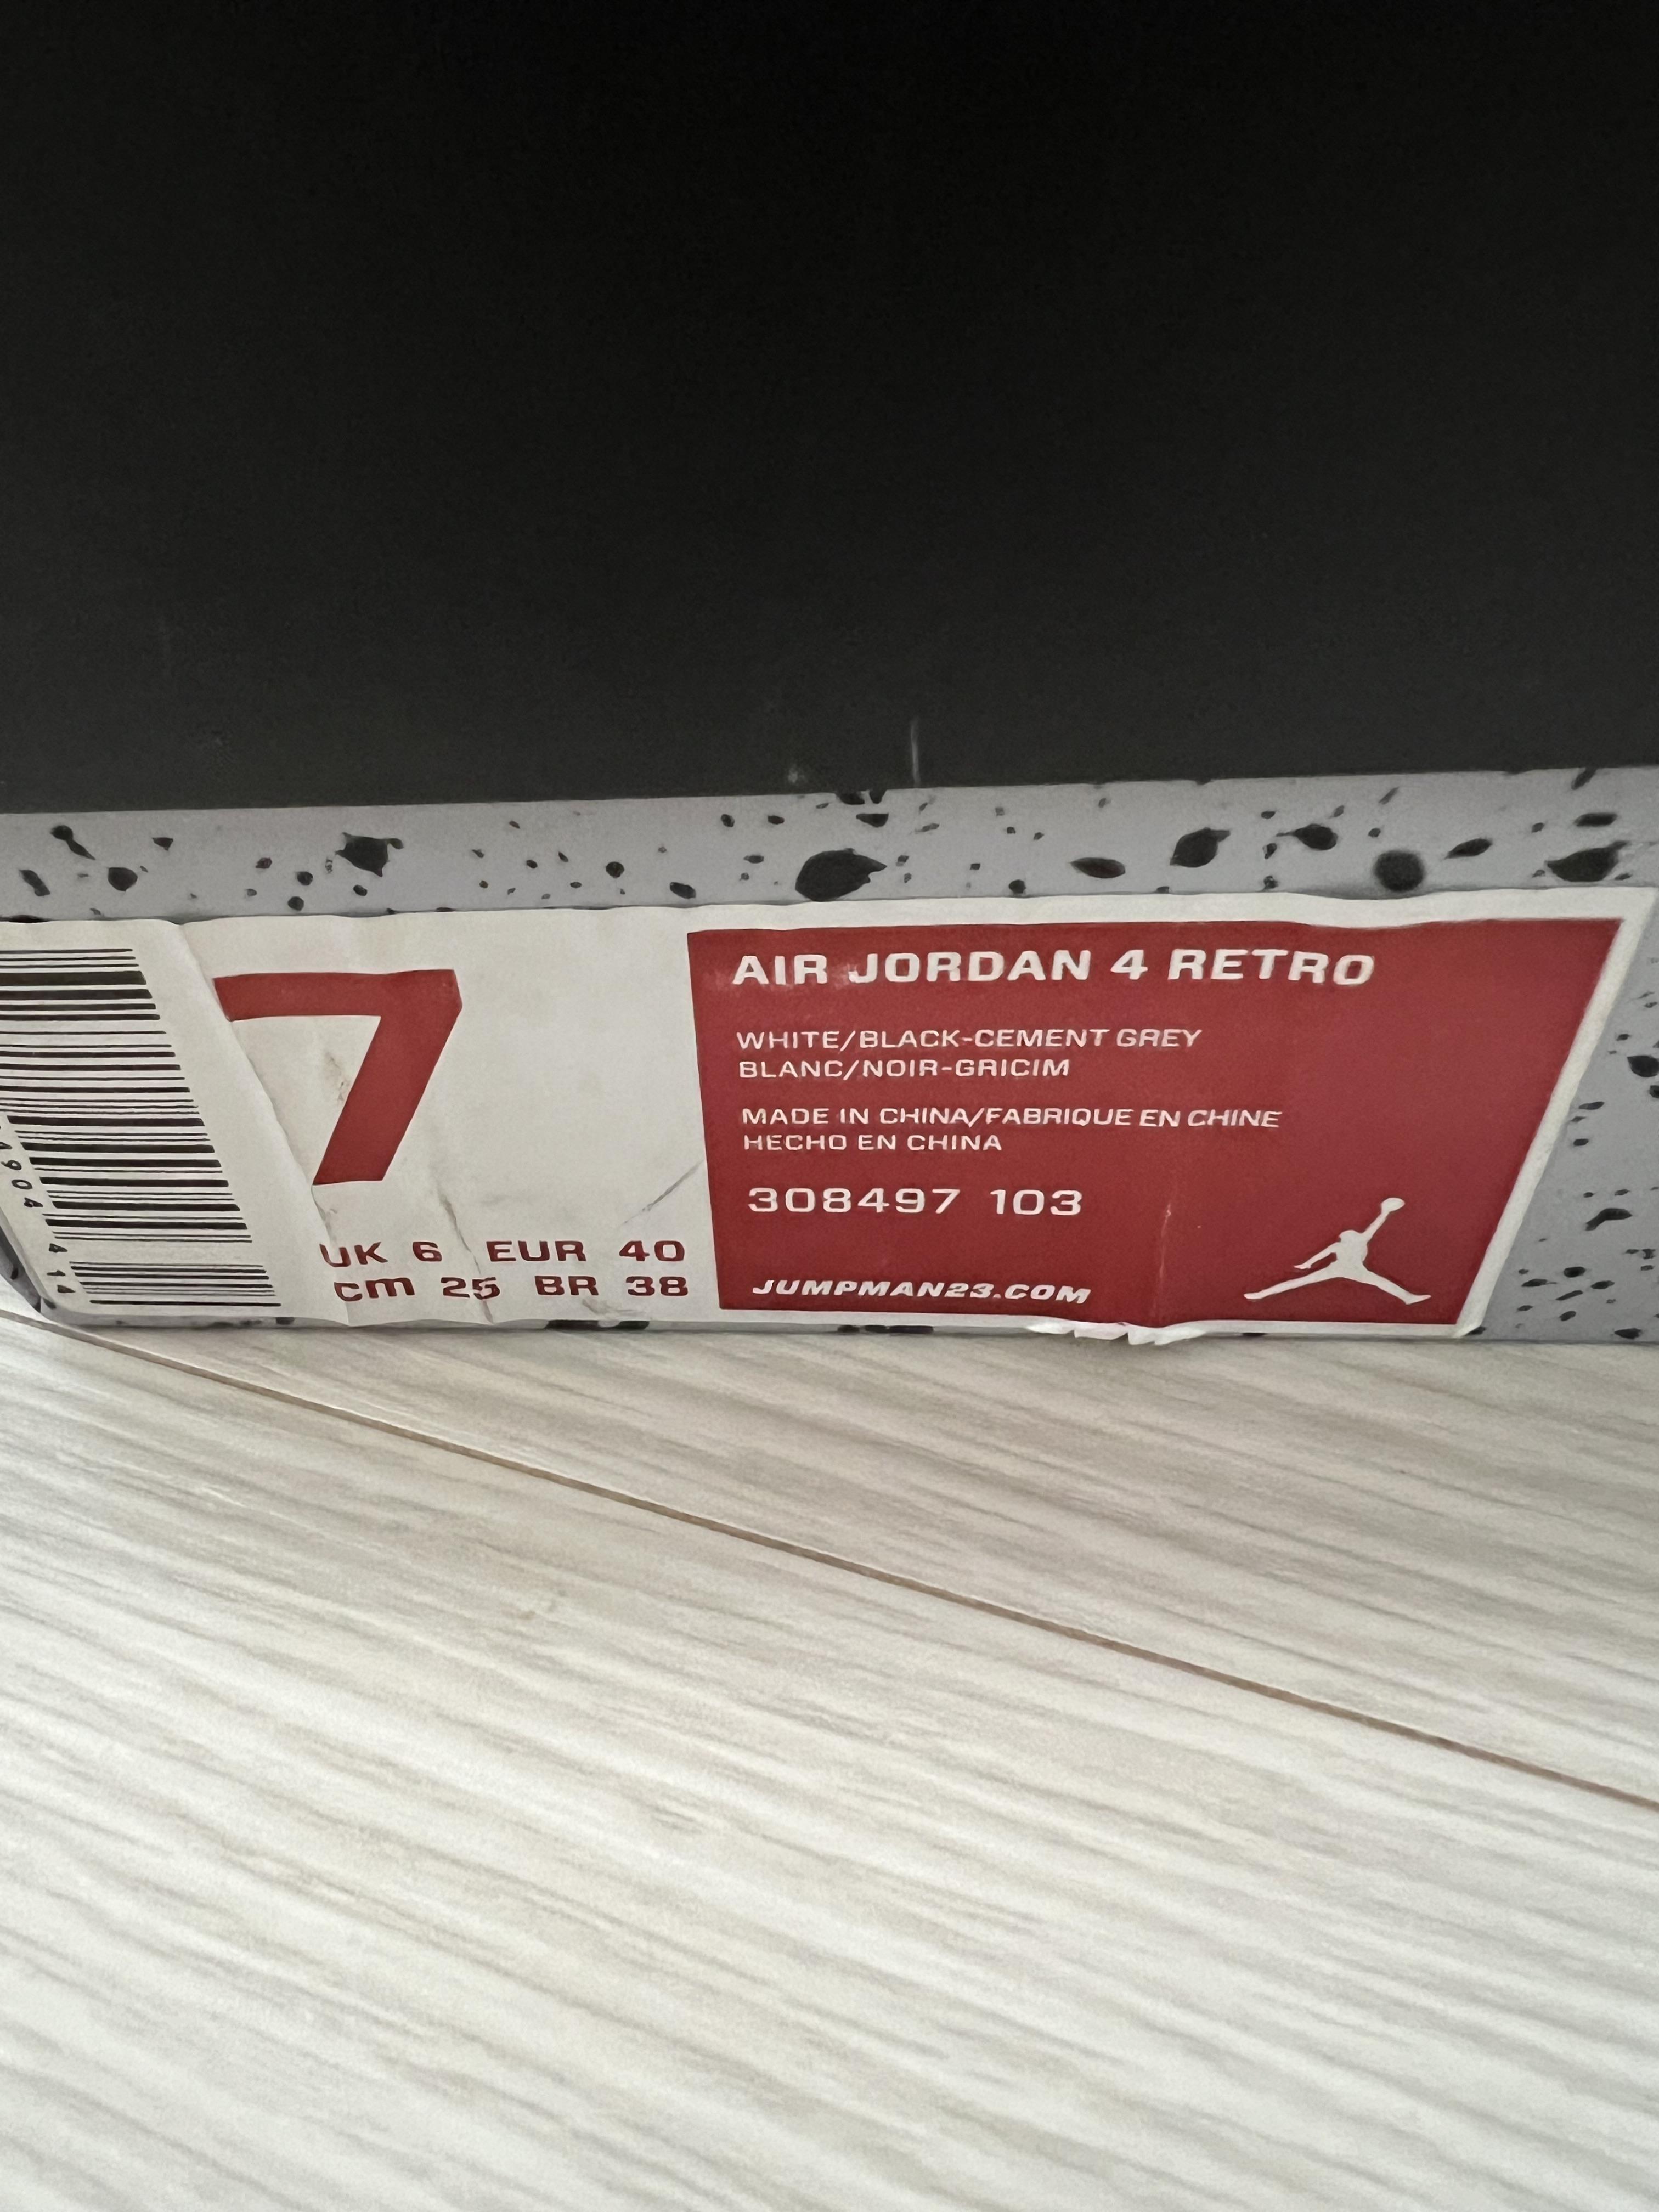 7
UK 6 EUR 40
cm 25 BR 38
AIR JORDAN 4 RETRO
WHITE/BLACK-CEMENT GREY
BLANC/NOIR-GRICIM
MADE IN CHINA/FABRIQUE EN CHINE
HECHO EN CHINA
308497 103
JUMPMAN23.COM